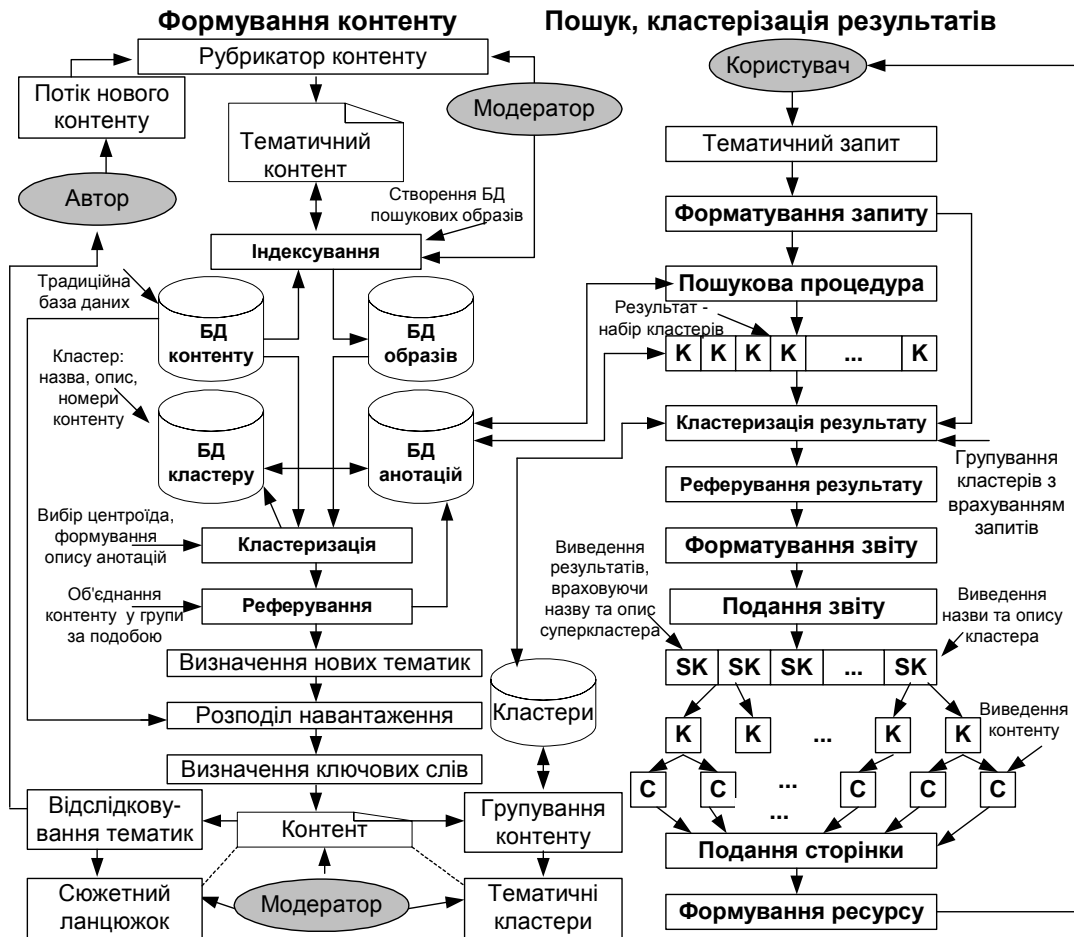 Формування контенту
Пошук, кластерізація результатів
Рубрикатор контенту
Потік нового
контенту
Модератор
Тематичний
контент
Автор
Створення БД
пошукових образів
Індексування
Традиційна
база даних
БД
контенту
БД
образів
Кластер:
назва, опис,
номери
контенту
БД
кластеру
БД
анотацій
Вибір центроїда,
формування
опису анотацій
Кластеризація
Об'єднання
контенту у групи
за подобою
Реферування
Визначення нових тематик
Розподіл навантаження
Визначення ключових слів
Кластери
Відслідкову-
вання тематик
Контент
Групування
контенту
Сюжетний
ланцюжок
Модератор
Тематичні
кластери
Користувач
Тематичний запит
Форматування запиту
Пошукова процедура
Результат -
набір кластерів
K K K K ... K
Кластеризація результату
Групування
кластерів з
врахуванням
запитів
Реферування результату
Форматування звіту
Виведення
результатів,
враховуючи
назву та опис
суперкластера
Подання звіту
Виведення
назви та опису
кластера
SK SK SK ... SK
K K ... K K
Виведення
контенту
C C ... C C C
...
Подання сторінки
Формування ресурсу